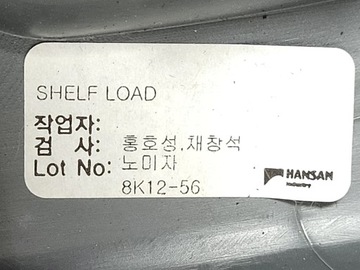 SHELF LOAD
작업자:
검 사: 홍호성.채창석
Lot No: 노미자
8K12-56
HANSAN
Industry